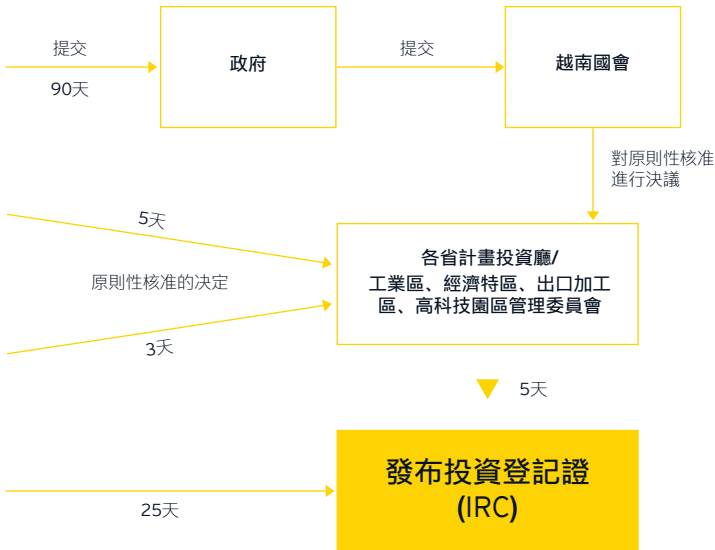 提交
90天
政府
提交
越南國會
對原則性核准
進行決議
5天
原則性核准的決定
3天
各省計畫投資廳/
工業區、經濟特區、出口加工
區、高科技園區管理委員會
5天
25天
發布投資登記證
(IRC)